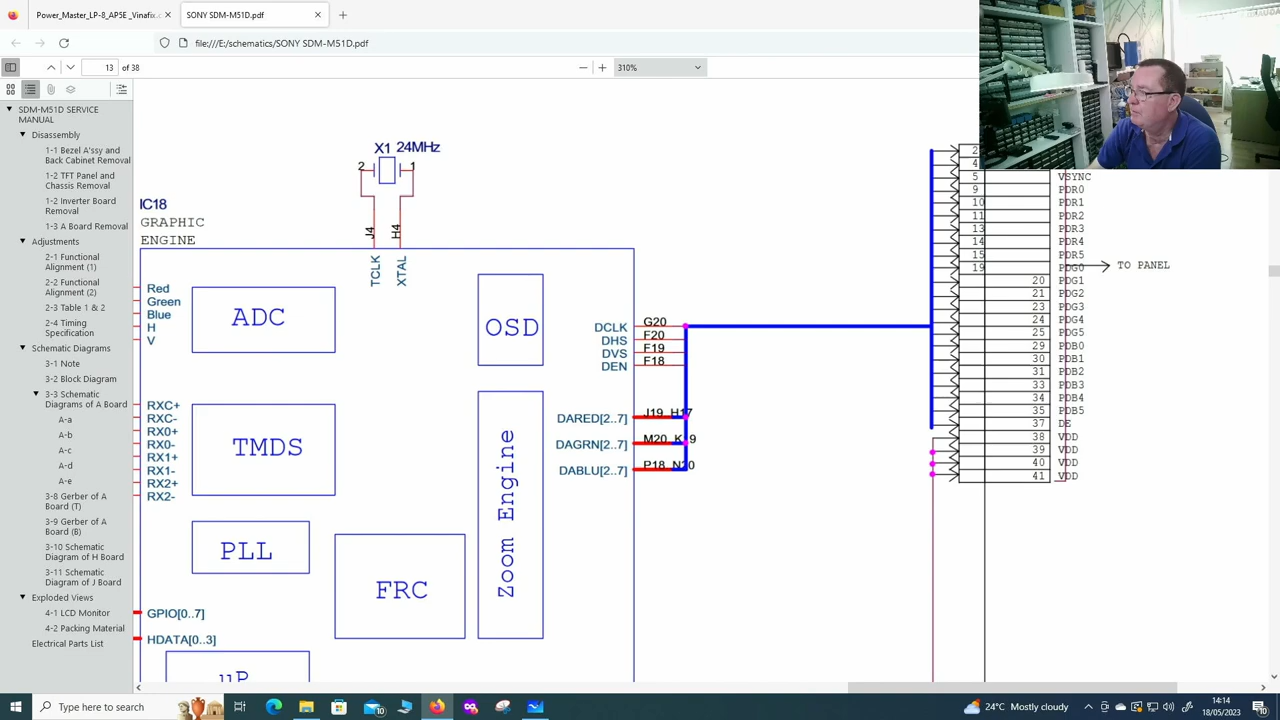 Power_Master_LP-8_AP5E_Vinafix.c
SONY SDM-M51D.pdf
file:///E:/schematics/SONY SDM-M51D.pdf
13 of 38
310%
SDM-M51D SERVICE
MANUAL
Disassembly
1-1 Bezel A'ssy and
Back Cabinet Removal
1-2 TFT Panel and
Chassis Removal
1-2 Inverter Board
Removal
1-3 A Board Removal
Adjustments
2-1 Functional
Alignment (1)
2-2 Functional
Alignment (2)
2-3 Table 1 & 2
2-4 Timing
Specification
Schematic Diagrams
3-1 Note
3-2 Block Diagram
3-3 Schematic
Diagrams of A Board
A-a
A-b
A-c
A-d
A-e
3-8 Gerber of A
Board (T)
3-9 Gerber of A
Board (B)
3-10 Schematic
Diagram of H Board
3-11 Schematic
Diagram of J Board
Exploded Views
4-1 LCD Monitor
4-2 Packing Material
Electrical Parts List
X1 24MHz
2 1
J4 H4
TCLK XTAL
IC18
GRAPHIC
ENGINE
Red
Green
Blue
H
V
ADC
OSD
RXC+
RXC-
RX0+
RX0-
RX1+
RX1-
RX2+
RX2-
TMDS
PLL
FRC
Zoom Engine
GPIO[0..7]
HDATA[0..3]
uP
DCLK G20
DHS F20
DVS F19
DEN F18
DARED[2..7] J19 H17
DAGRN[2..7] M20 K19
DABLU[2..7] P18 N20
2
4
5 VSYNC
9 PDR0
10 PDR1
11 PDR2
13 PDR3
14 PDR4
15 PDR5
19 PDG0
20 PDG1
21 PDG2
23 PDG3
24 PDG4
25 PDG5
29 PDB0
30 PDB1
31 PDB2
33 PDB3
34 PDB4
35 PDB5
37 DE
38 VDD
39 VDD
40 VDD
41 VDD
TO PANEL
Type here to search
24°C Mostly cloudy
14:14
18/05/2023